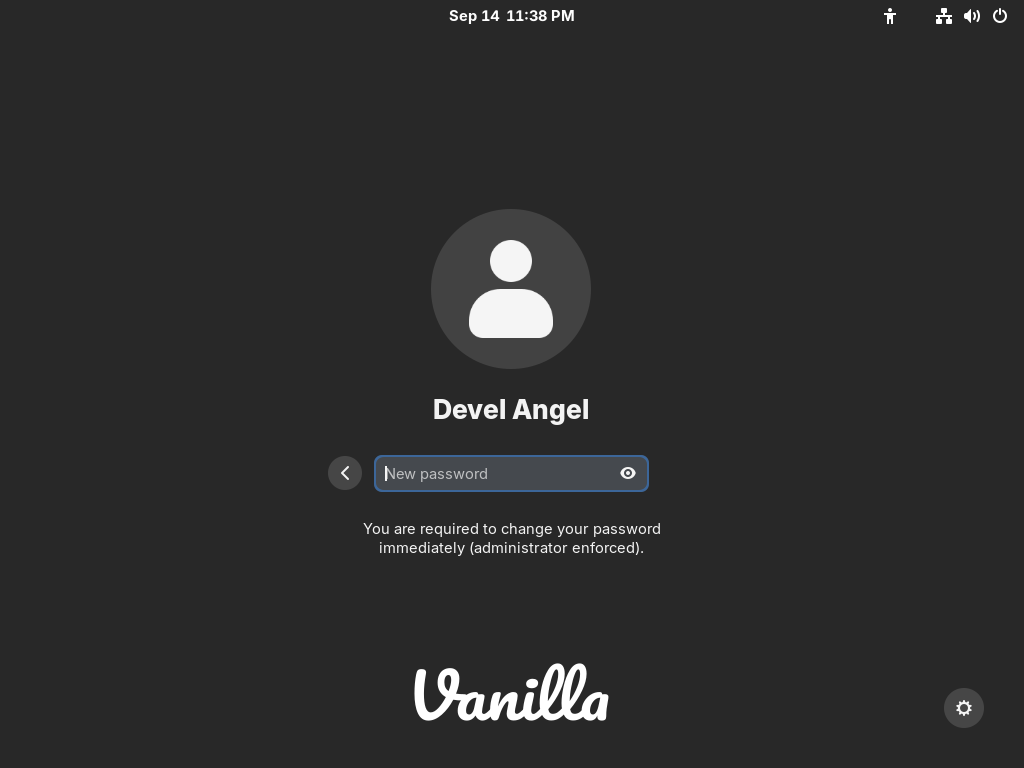 Sep 14 11:38 PM
Devel Angel
New password
You are required to change your password
immediately (administrator enforced).
Vanilla